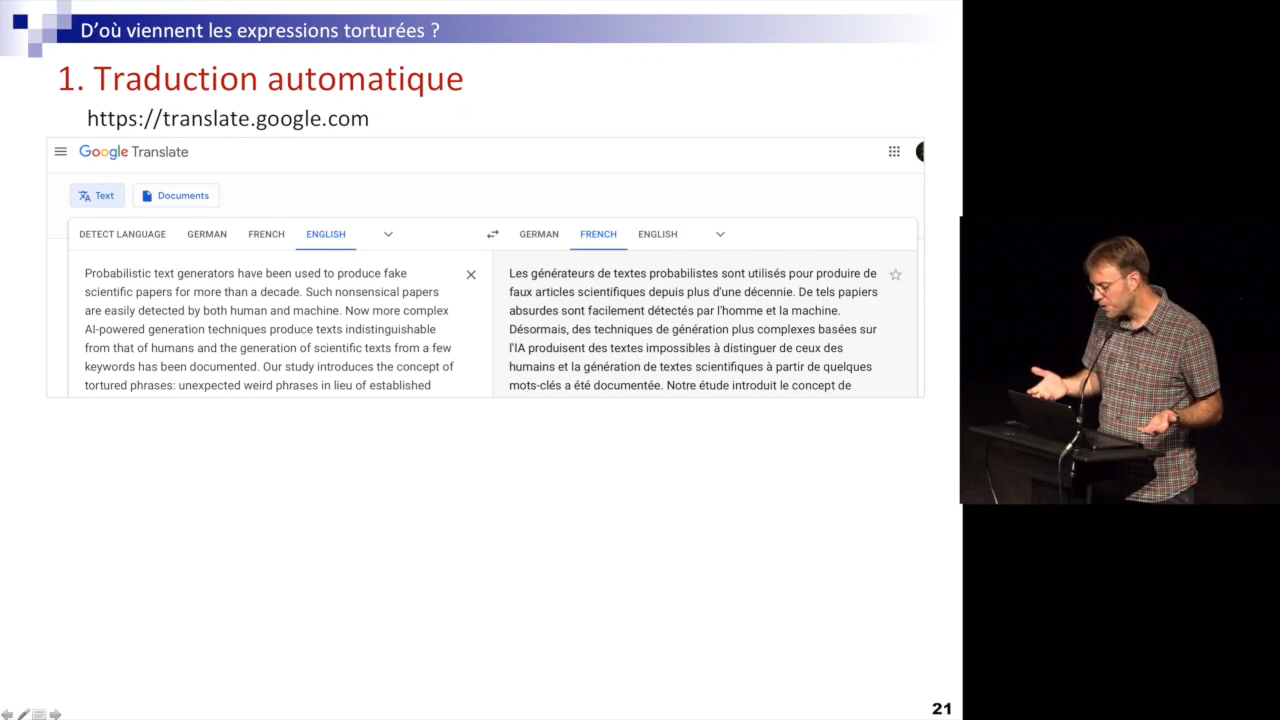 D'où viennent les expressions torturées ?
1. Traduction automatique
https://translate.google.com
Google Translate
Text
Documents
DETECT LANGUAGE GERMAN FRENCH ENGLISH
GERMAN FRENCH ENGLISH
Probabilistic text generators have been used to produce fake
scientific papers for more than a decade. Such nonsensical papers
are easily detected by both human and machine. Now more complex
AI-powered generation techniques produce texts indistinguishable
from that of humans and the generation of scientific texts from a few
keywords has been documented. Our study introduces the concept of
tortured phrases: unexpected weird phrases in lieu of established
Les générateurs de textes probabilistes sont utilisés pour produire de
faux articles scientifiques depuis plus d'une décennie. De tels papiers
absurdes sont facilement détectés par l'homme et la machine.
Désormais, des techniques de génération plus complexes basées sur
l'IA produisent des textes impossibles à distinguer de ceux des
humains et la génération de textes scientifiques à partir de quelques
mots-clés a été documentée. Notre étude introduit le concept de
21